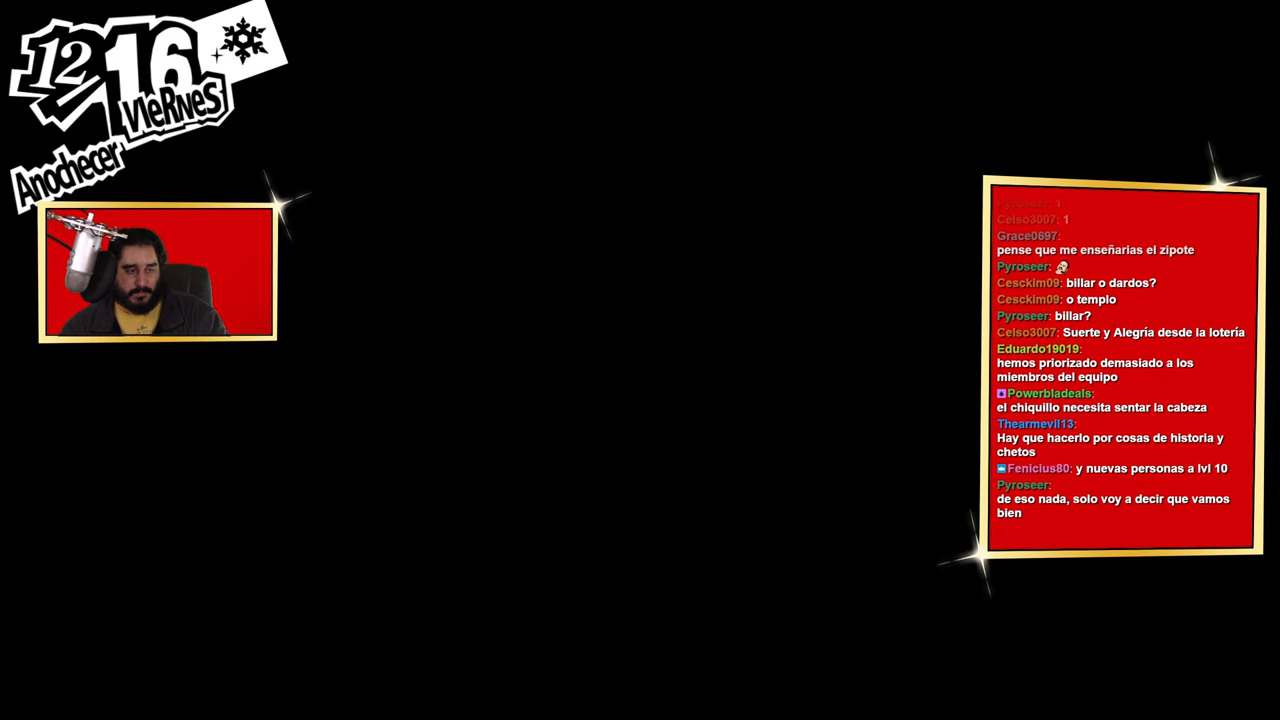 12
16
VIeRNeS
Anochecer
Pyroseer: 1
Celso3007: 1
Grace0697:
pense que me enseñarias el zipote
Pyroseer:
Cesckim09: billar o dardos?
Cesckim09: o templo
Pyroseer: billar?
Celso3007: Suerte y Alegría desde la lotería
Eduardo19019:
hemos priorizado demasiado a los
miembros del equipo
Powerbladeals:
el chiquillo necesita sentar la cabeza
Thearmevil13:
Hay que hacerlo por cosas de historia y
chetos
Fenicius80: y nuevas personas a lvl 10
Pyroseer:
de eso nada, solo voy a decir que vamos
bien